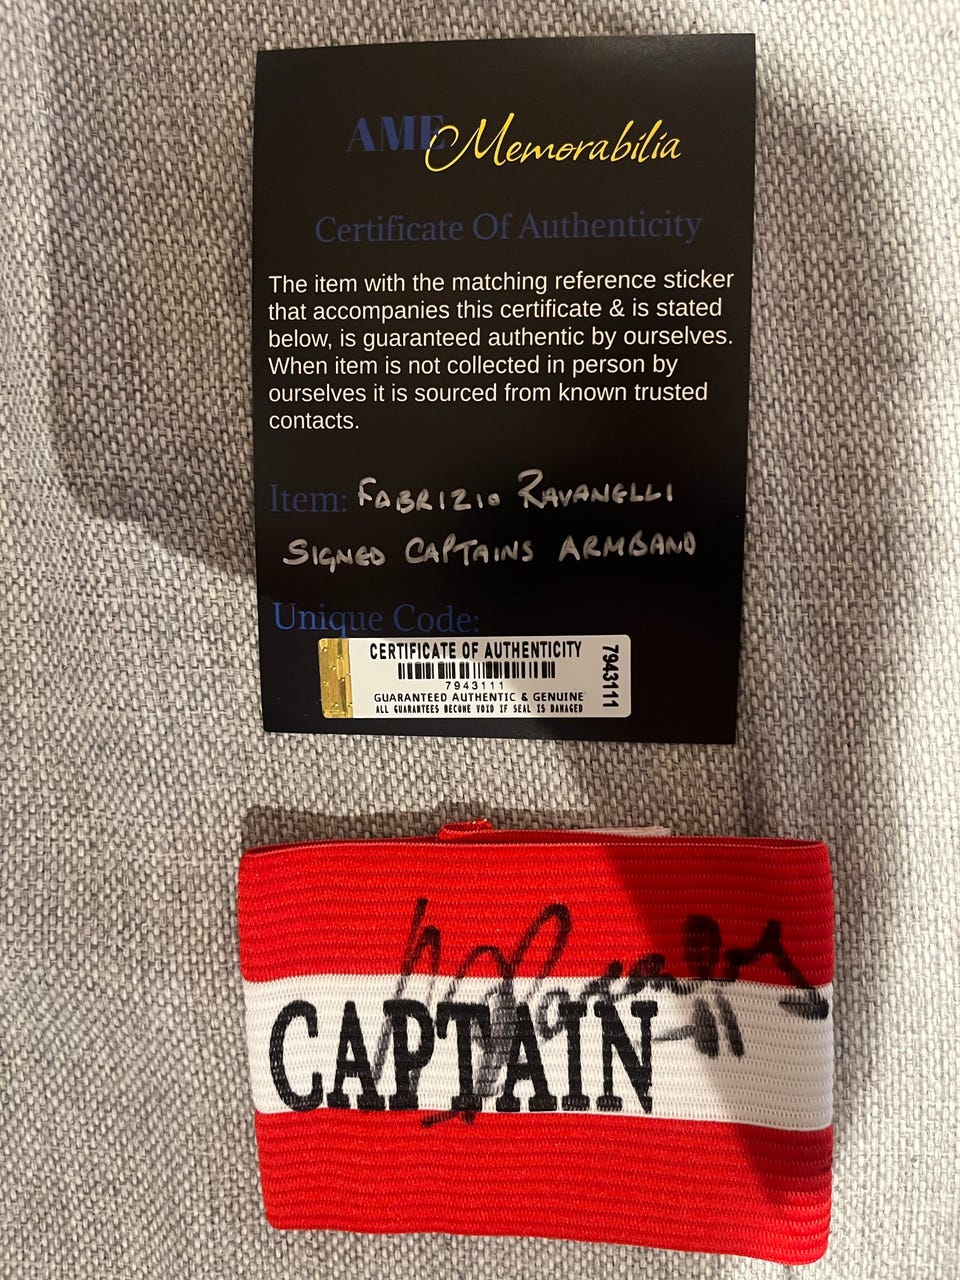 AME Memorabilia
Certificate Of Authenticity
The item with the matching reference sticker
that accompanies this certificate & is stated
below, is guaranteed authentic by ourselves.
When item is not collected in person by
ourselves it is sourced from known trusted
contacts.
Item: FABRIZIO RAVANELLI
SIGNED CAPTAINS ARMBAND
Unique Code:
CERTIFICATE OF AUTHENTICITY
7943111
GUARANTEED AUTHENTIC & GENUINE
ALL GUARANTEES BECOME VOID IF SEAL IS DAMAGED
7943111
CAPTAIN
11